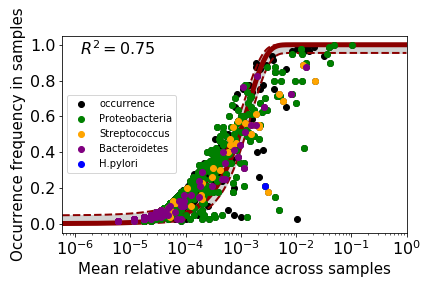 R² = 0.75
occurrence
Proteobacteria
Streptococcus
Bacteroidetes
H.pylori
Occurrence frequency in samples
1.0
0.8
0.6
0.4
0.2
0.0
10⁻⁶ 10⁻⁵ 10⁻⁴ 10⁻³ 10⁻² 10⁻¹ 10⁰
Mean relative abundance across samples